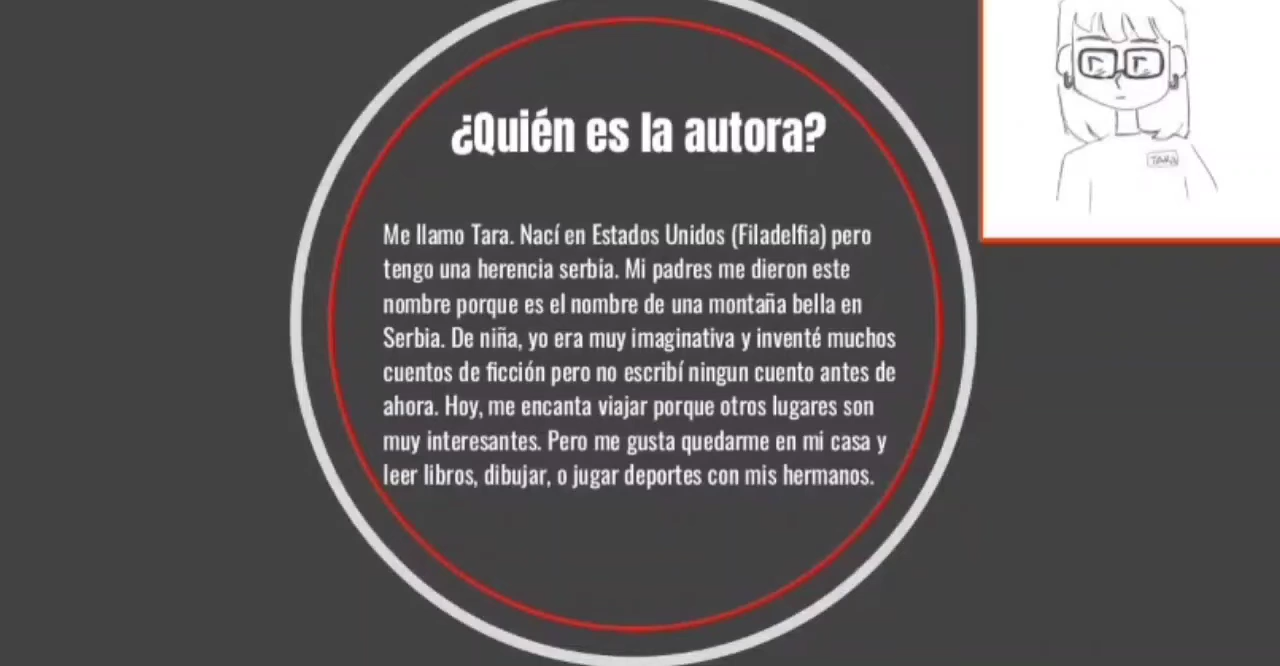 ¿Quién es la autora?
Me llamo Tara. Nací en Estados Unidos (Filadelfia) pero
tengo una herencia serbia. Mi padres me dieron este
nombre porque es el nombre de una montaña bella en
Serbia. De niña, yo era muy imaginativa y inventé muchos
cuentos de ficción pero no escribí ningun cuento antes de
ahora. Hoy, me encanta viajar porque otros lugares son
muy interesantes. Pero me gusta quedarme en mi casa y
leer libros, dibujar, o jugar deportes con mis hermanos.
TARA